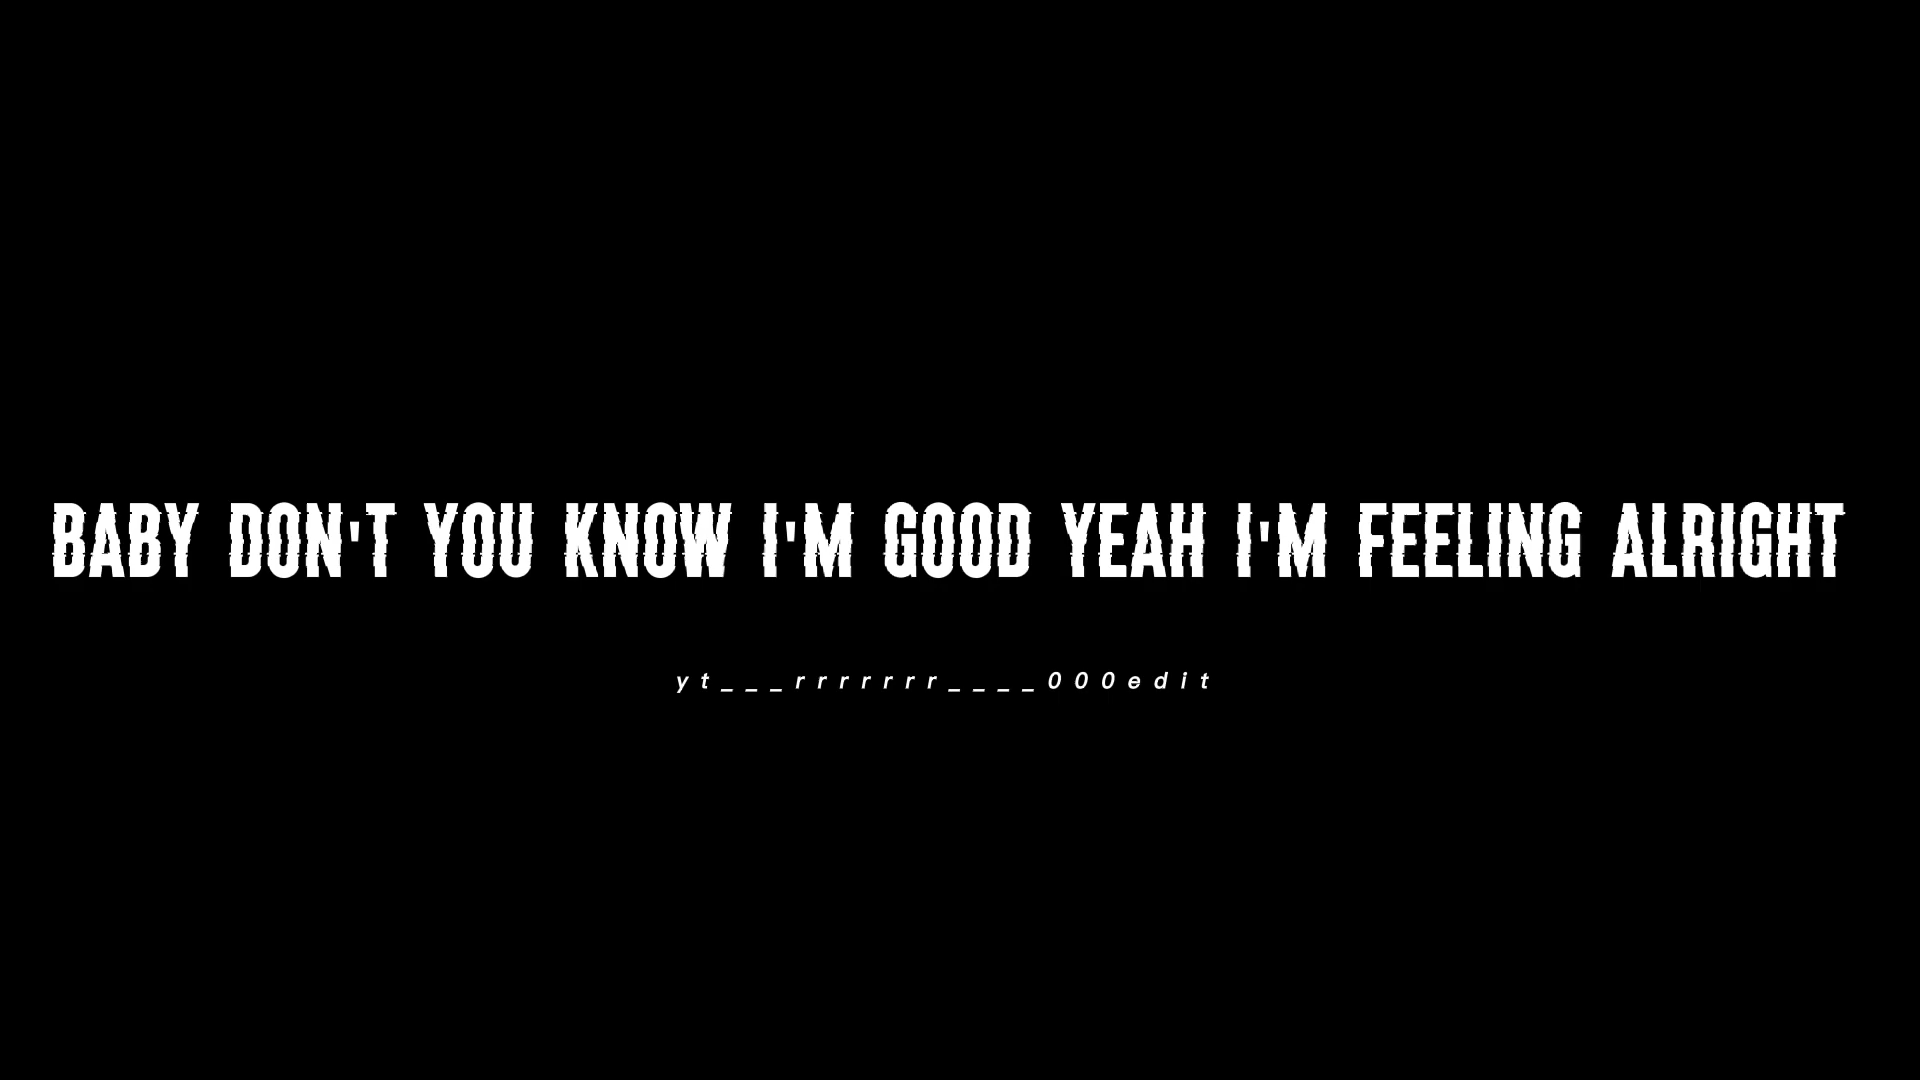 BABY DON'T YOU KNOW I'M GOOD YEAH I'M FEELING ALRIGHT
yt___rrrrrrr____000edit